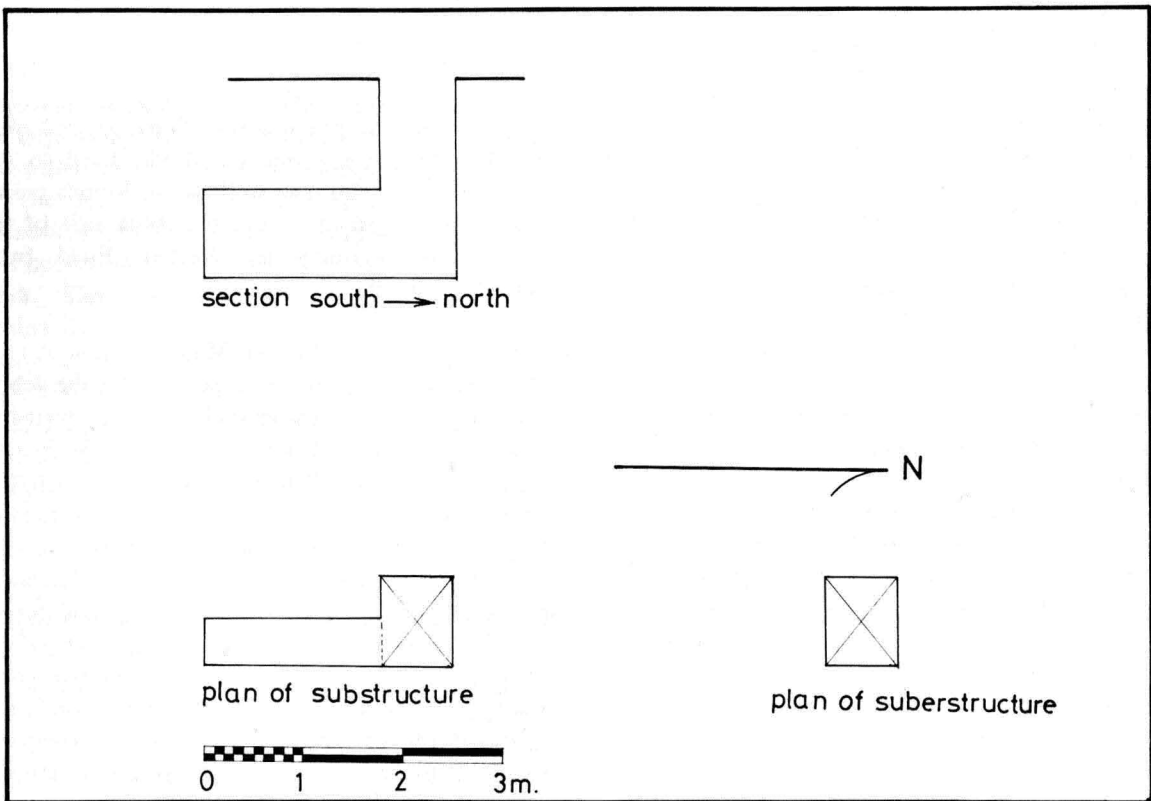 section south → north
N
plan of substructure
plan of suberstructure
0 1 2 3m.